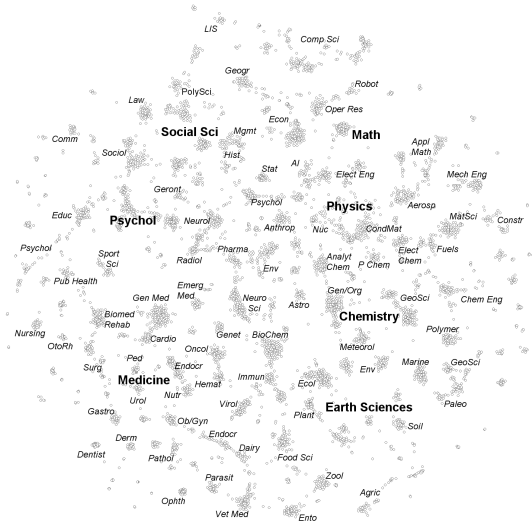 LIS
Comp Sci
Geogr
Robot
PolySci
Law
Oper Res
Econ
Social Sci
Mgmt
Math
Comm
Appl
Math
Sociol
Hist
AI
Stat
Elect Eng
Mech Eng
Geront
Psychol
Physics
Aerosp
Educ
Psychol
Neurol
Anthrop
Nuc
CondMat
MatSci
Constr
Psychol
Sport
Sci
Pharma
Radiol
Env
Analyt
Chem
P Chem
Elect
Chem
Fuels
Pub Health
Emerg
Med
Gen Med
Neuro
Sci
Astro
Gen/Org
GeoSci
Chem Eng
Biomed
Rehab
Chemistry
Nursing
Cardio
Genet
BioChem
Polymer
OtoRh
Oncol
Meteorol
Ped
Surg
Endocr
Env
Marine
GeoSci
Medicine
Hemat
Immun
Ecol
Nutr
Urol
Virol
Earth Sciences
Paleo
Gastro
Ob/Gyn
Plant
Soil
Derm
Endocr
Dairy
Dentist
Pathol
Food Sci
Parasit
Zool
Ophth
Agric
Vet Med
Ento